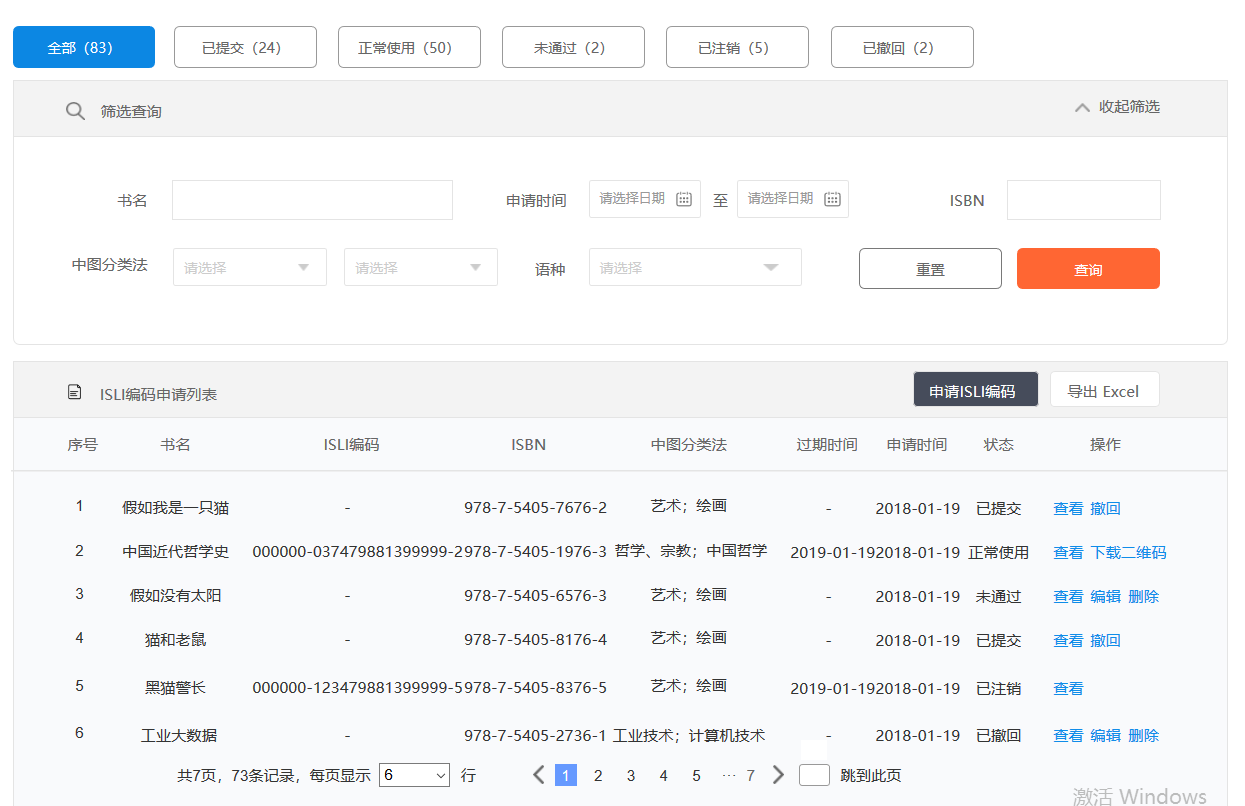 全部（83） 已提交（24） 正常使用（50） 未通过（2） 已注销（5） 已撤回（2）
筛选查询 收起筛选
书名 申请时间 请选择日期 至 请选择日期 ISBN
中图分类法 请选择 请选择 语种 请选择 重置 查询
ISLI编码申请列表 申请ISLI编码 导出 Excel
序号 书名 ISLI编码 ISBN 中图分类法 过期时间 申请时间 状态 操作
1 假如我是一只猫 - 978-7-5405-7676-2 艺术；绘画 - 2018-01-19 已提交 查看 撤回
2 中国近代哲学史 000000-037479881399999-2 978-7-5405-1976-3 哲学、宗教；中国哲学 2019-01-19 2018-01-19 正常使用 查看 下载二维码
3 假如没有太阳 - 978-7-5405-6576-3 艺术；绘画 - 2018-01-19 未通过 查看 编辑 删除
4 猫和老鼠 - 978-7-5405-8176-4 艺术；绘画 - 2018-01-19 已提交 查看 撤回
5 黑猫警长 000000-123479881399999-5 978-7-5405-8376-5 艺术；绘画 2019-01-19 2018-01-19 已注销 查看
6 工业大数据 - 978-7-5405-2736-1 工业技术；计算机技术 - 2018-01-19 已撤回 查看 编辑 删除
共7页，73条记录，每页显示 6 行 1 2 3 4 5 ··· 7 跳到此页
激活 Windows